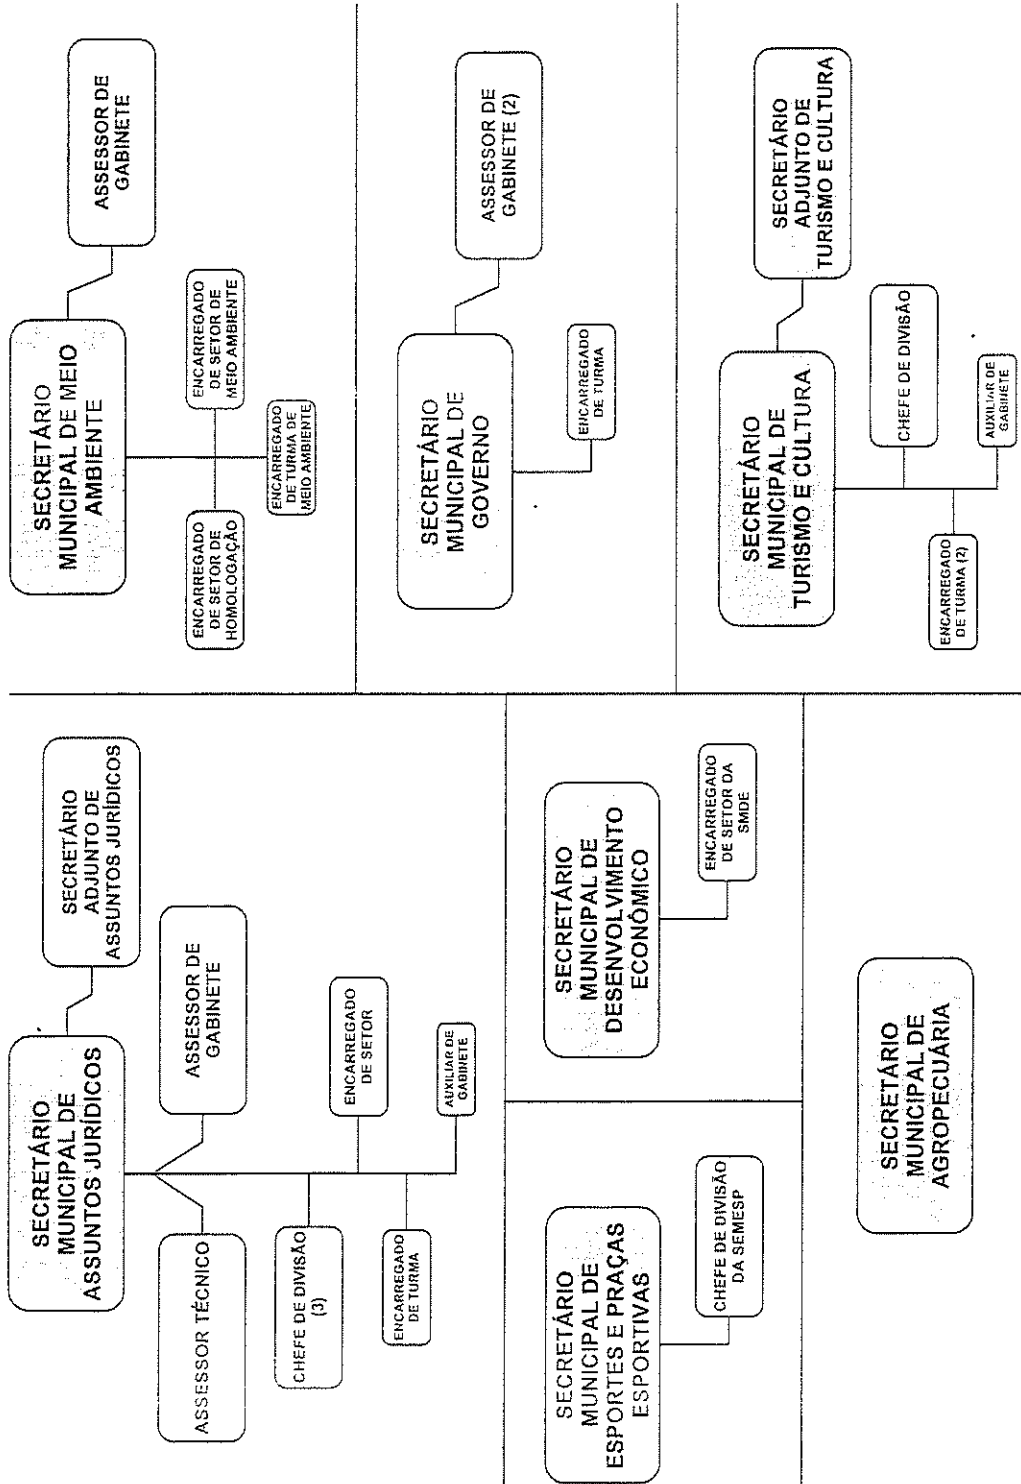 SECRETÁRIO
MUNICIPAL DE
ASSUNTOS JURÍDICOS
SECRETÁRIO
ADJUNTO DE
ASSUNTOS JURÍDICOS
ASSESSOR TÉCNICO
ASSESSOR DE
GABINETE
CHEFE DE DIVISÃO
(3)
ENCARREGADO
DE SETOR
ENCARREGADO
DE TURMA
AUXILIAR DE
GABINETE
SECRETÁRIO
MUNICIPAL DE
ESPORTES E PRAÇAS
ESPORTIVAS
CHEFE DE DIVISÃO
DA SEMESP
SECRETÁRIO
MUNICIPAL DE
DESENVOLVIMENTO
ECONÔMICO
ENCARREGADO
DE SETOR DA
SMDE
SECRETÁRIO
MUNICIPAL DE
AGROPECUÁRIA
SECRETÁRIO
MUNICIPAL DE MEIO
AMBIENTE
ASSESSOR DE
GABINETE
ENCARREGADO
DE SETOR DE
HOMOLOGAÇÃO
ENCARREGADO
DE SETOR DE
MEIO AMBIENTE
ENCARREGADO
DE TURMA DE
MEIO AMBIENTE
SECRETÁRIO
MUNICIPAL DE
GOVERNO
ASSESSOR DE
GABINETE (2)
ENCARREGADO
DE TURMA
SECRETÁRIO
MUNICIPAL DE
TURISMO E CULTURA
SECRETÁRIO
ADJUNTO DE
TURISMO E CULTURA
CHEFE DE DIVISÃO
ENCARREGADO
DE TURMA (2)
AUXILIAR DE
GABINETE